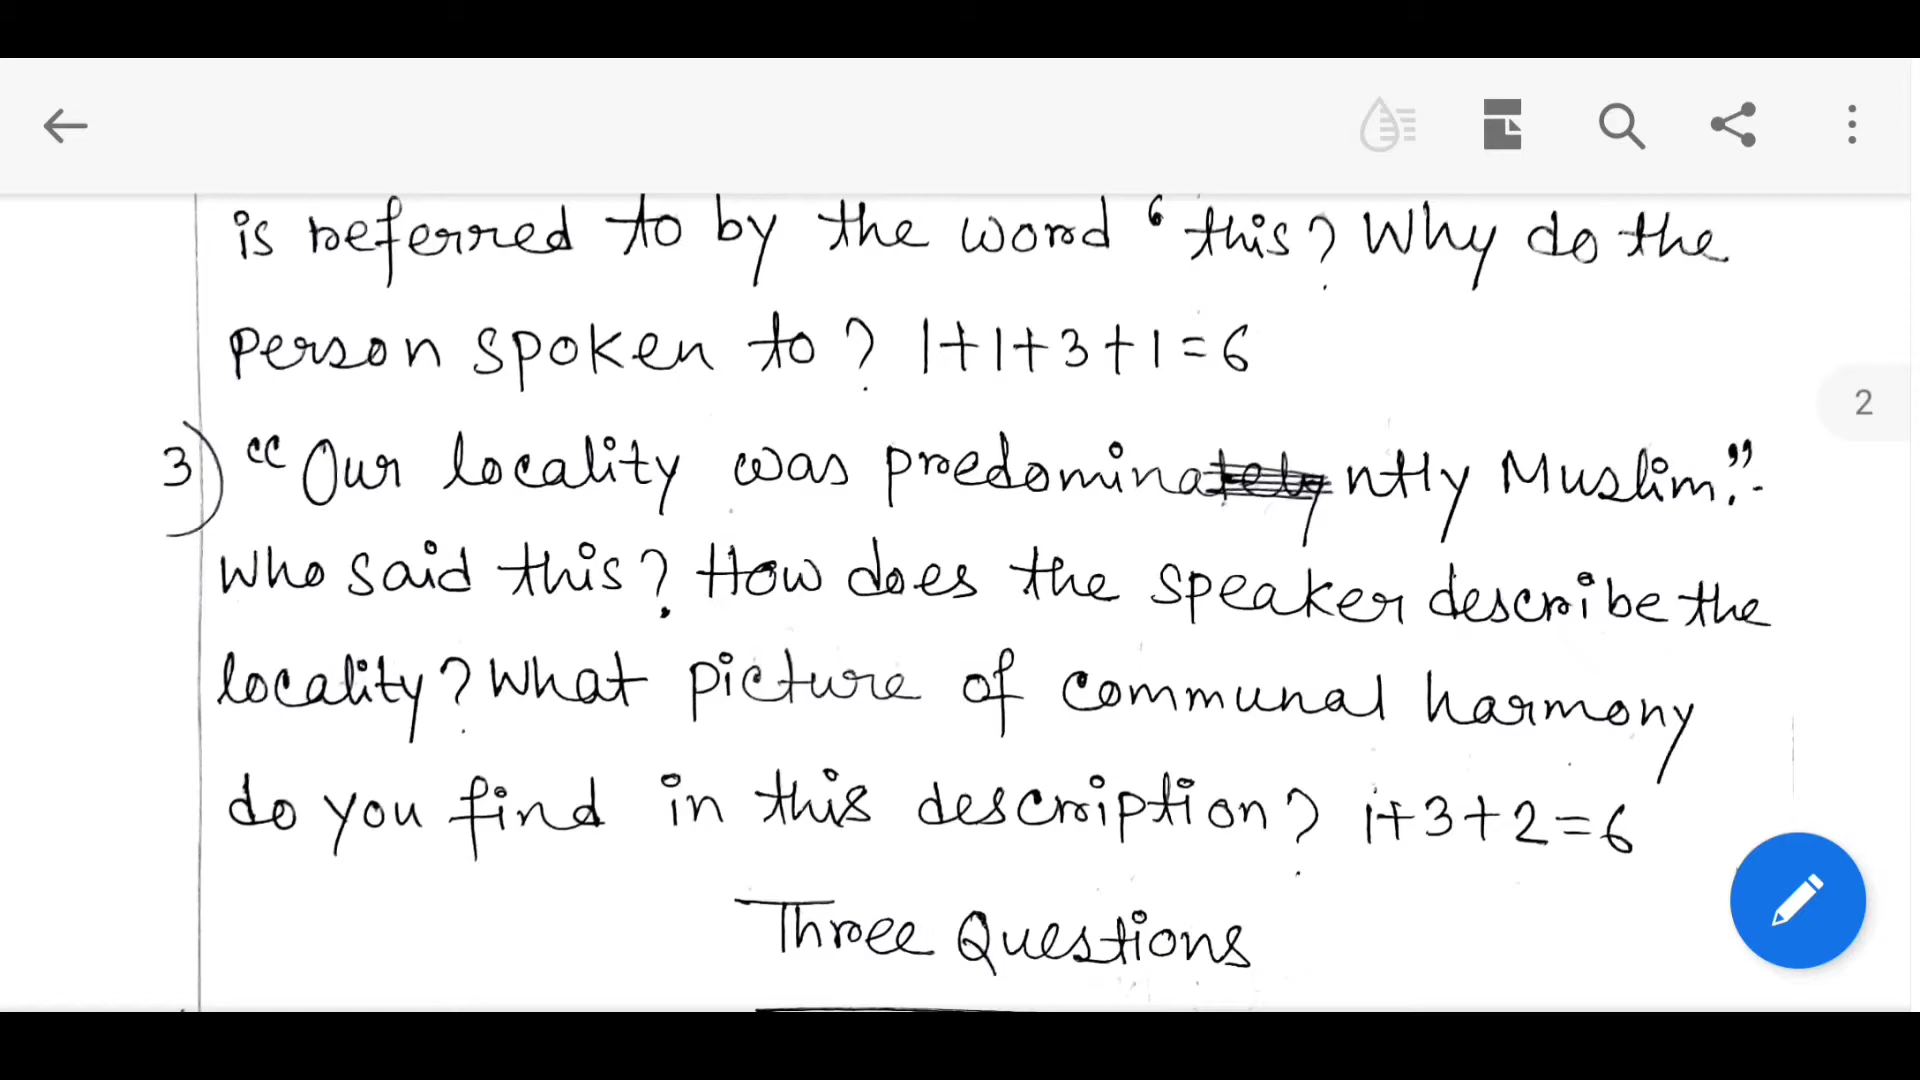 is referred to by the word ‘this? Why do the
person spoken to? 1+1+3+1=6
2
3) “Our locality was predominantly Muslim.”-
Who said this? How does the speaker describe the
locality? What picture of communal harmony
do you find in this description? 1+3+2=6
Three Questions